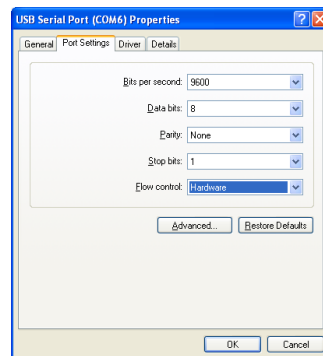 USB Serial Port (COM6) Properties
General Port Settings Driver Details
Bits per second: 9600
Data bits: 8
Parity: None
Stop bits: 1
Flow control: Hardware
Advanced... Restore Defaults
OK Cancel